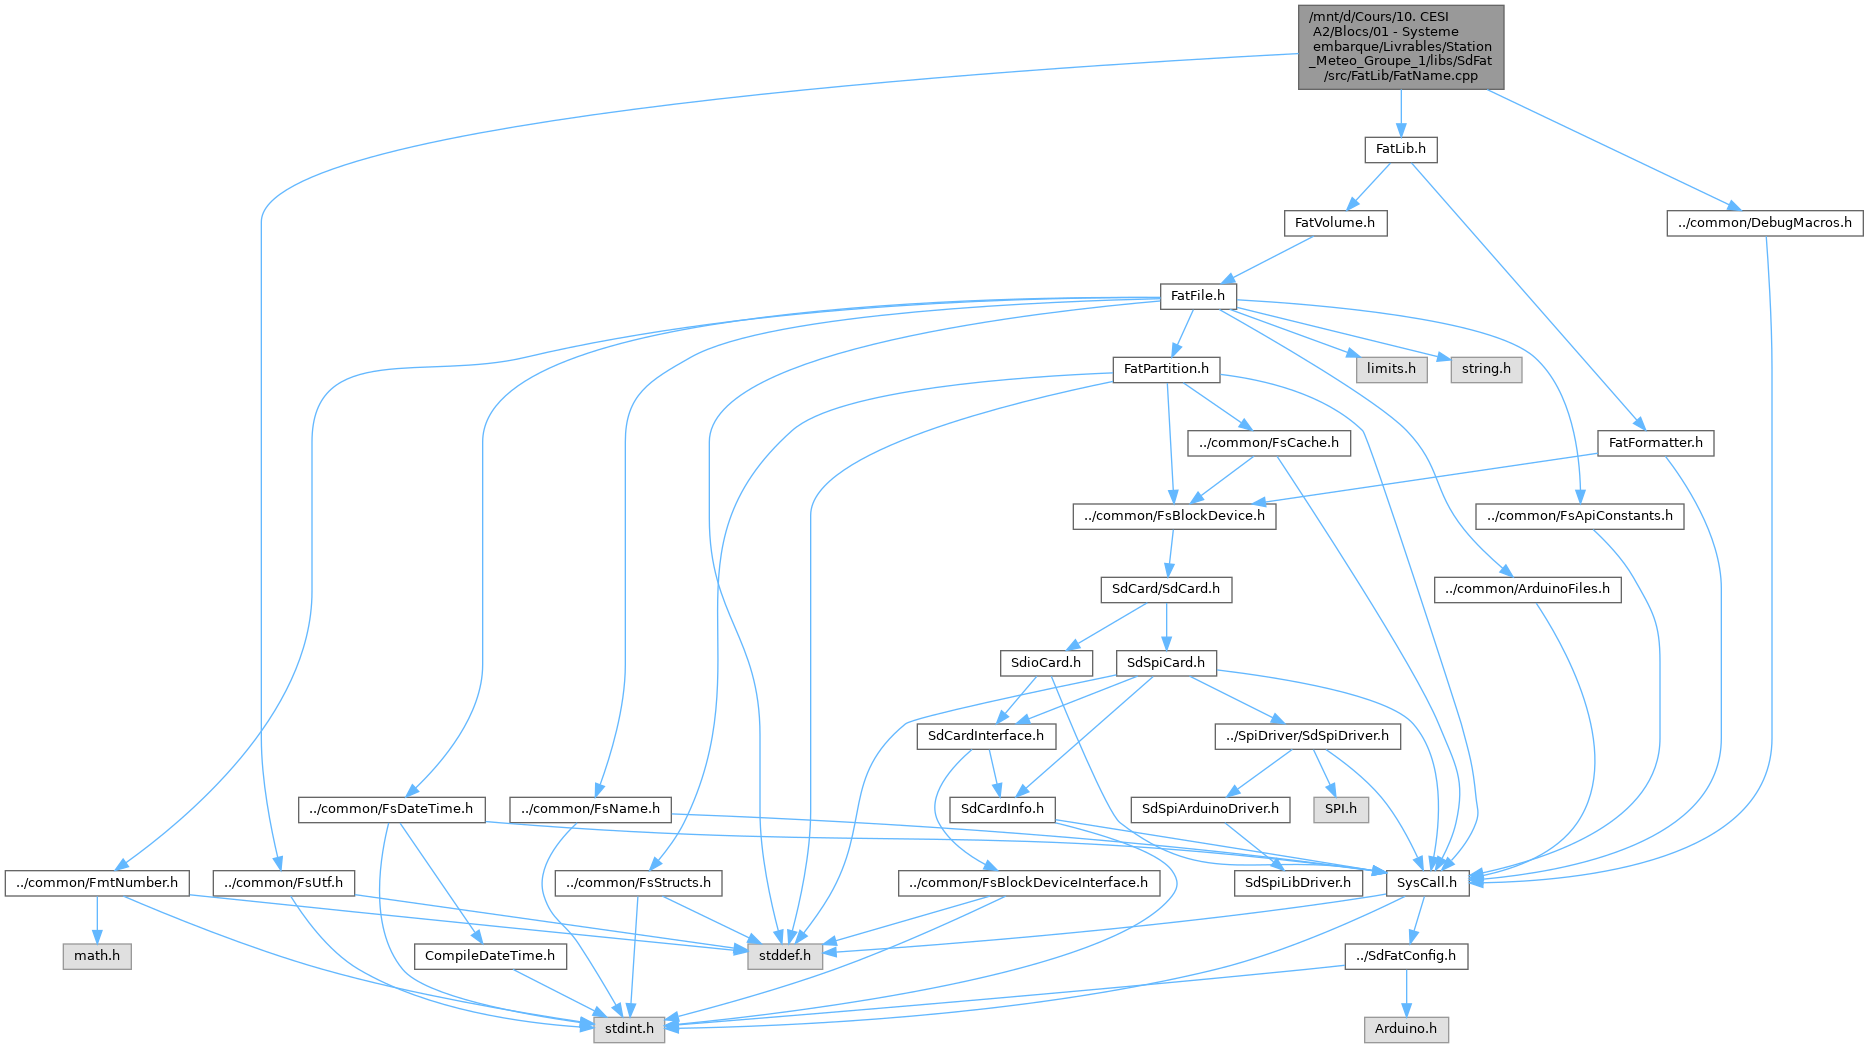 /mnt/d/Cours/10. CESI
A2/Blocs/01 - Systeme
embarque/Livrables/Station
_Meteo_Groupe_1/libs/SdFat
/src/FatLib/FatName.cpp
FatLib.h
FatVolume.h
../common/DebugMacros.h
FatFile.h
FatPartition.h
limits.h
string.h
../common/FsCache.h
FatFormatter.h
../common/FsBlockDevice.h
../common/FsApiConstants.h
SdCard/SdCard.h
../common/ArduinoFiles.h
SdioCard.h
SdSpiCard.h
SdCardInterface.h
../SpiDriver/SdSpiDriver.h
../common/FsDateTime.h
../common/FsName.h
SdCardInfo.h
SdSpiArduinoDriver.h
SPI.h
../common/FmtNumber.h
../common/FsUtf.h
../common/FsStructs.h
../common/FsBlockDeviceInterface.h
SdSpiLibDriver.h
SysCall.h
math.h
CompileDateTime.h
stddef.h
../SdFatConfig.h
stdint.h
Arduino.h